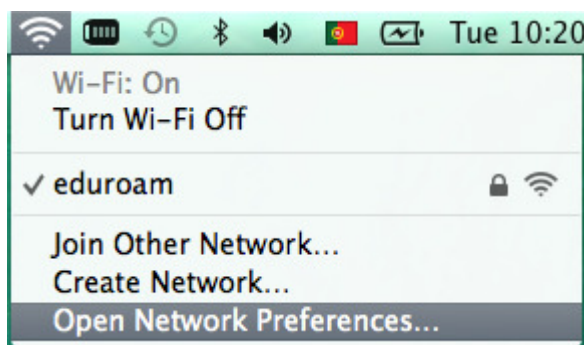 Tue 10:20
Wi-Fi: On
Turn Wi-Fi Off
eduroam
Join Other Network...
Create Network...
Open Network Preferences...